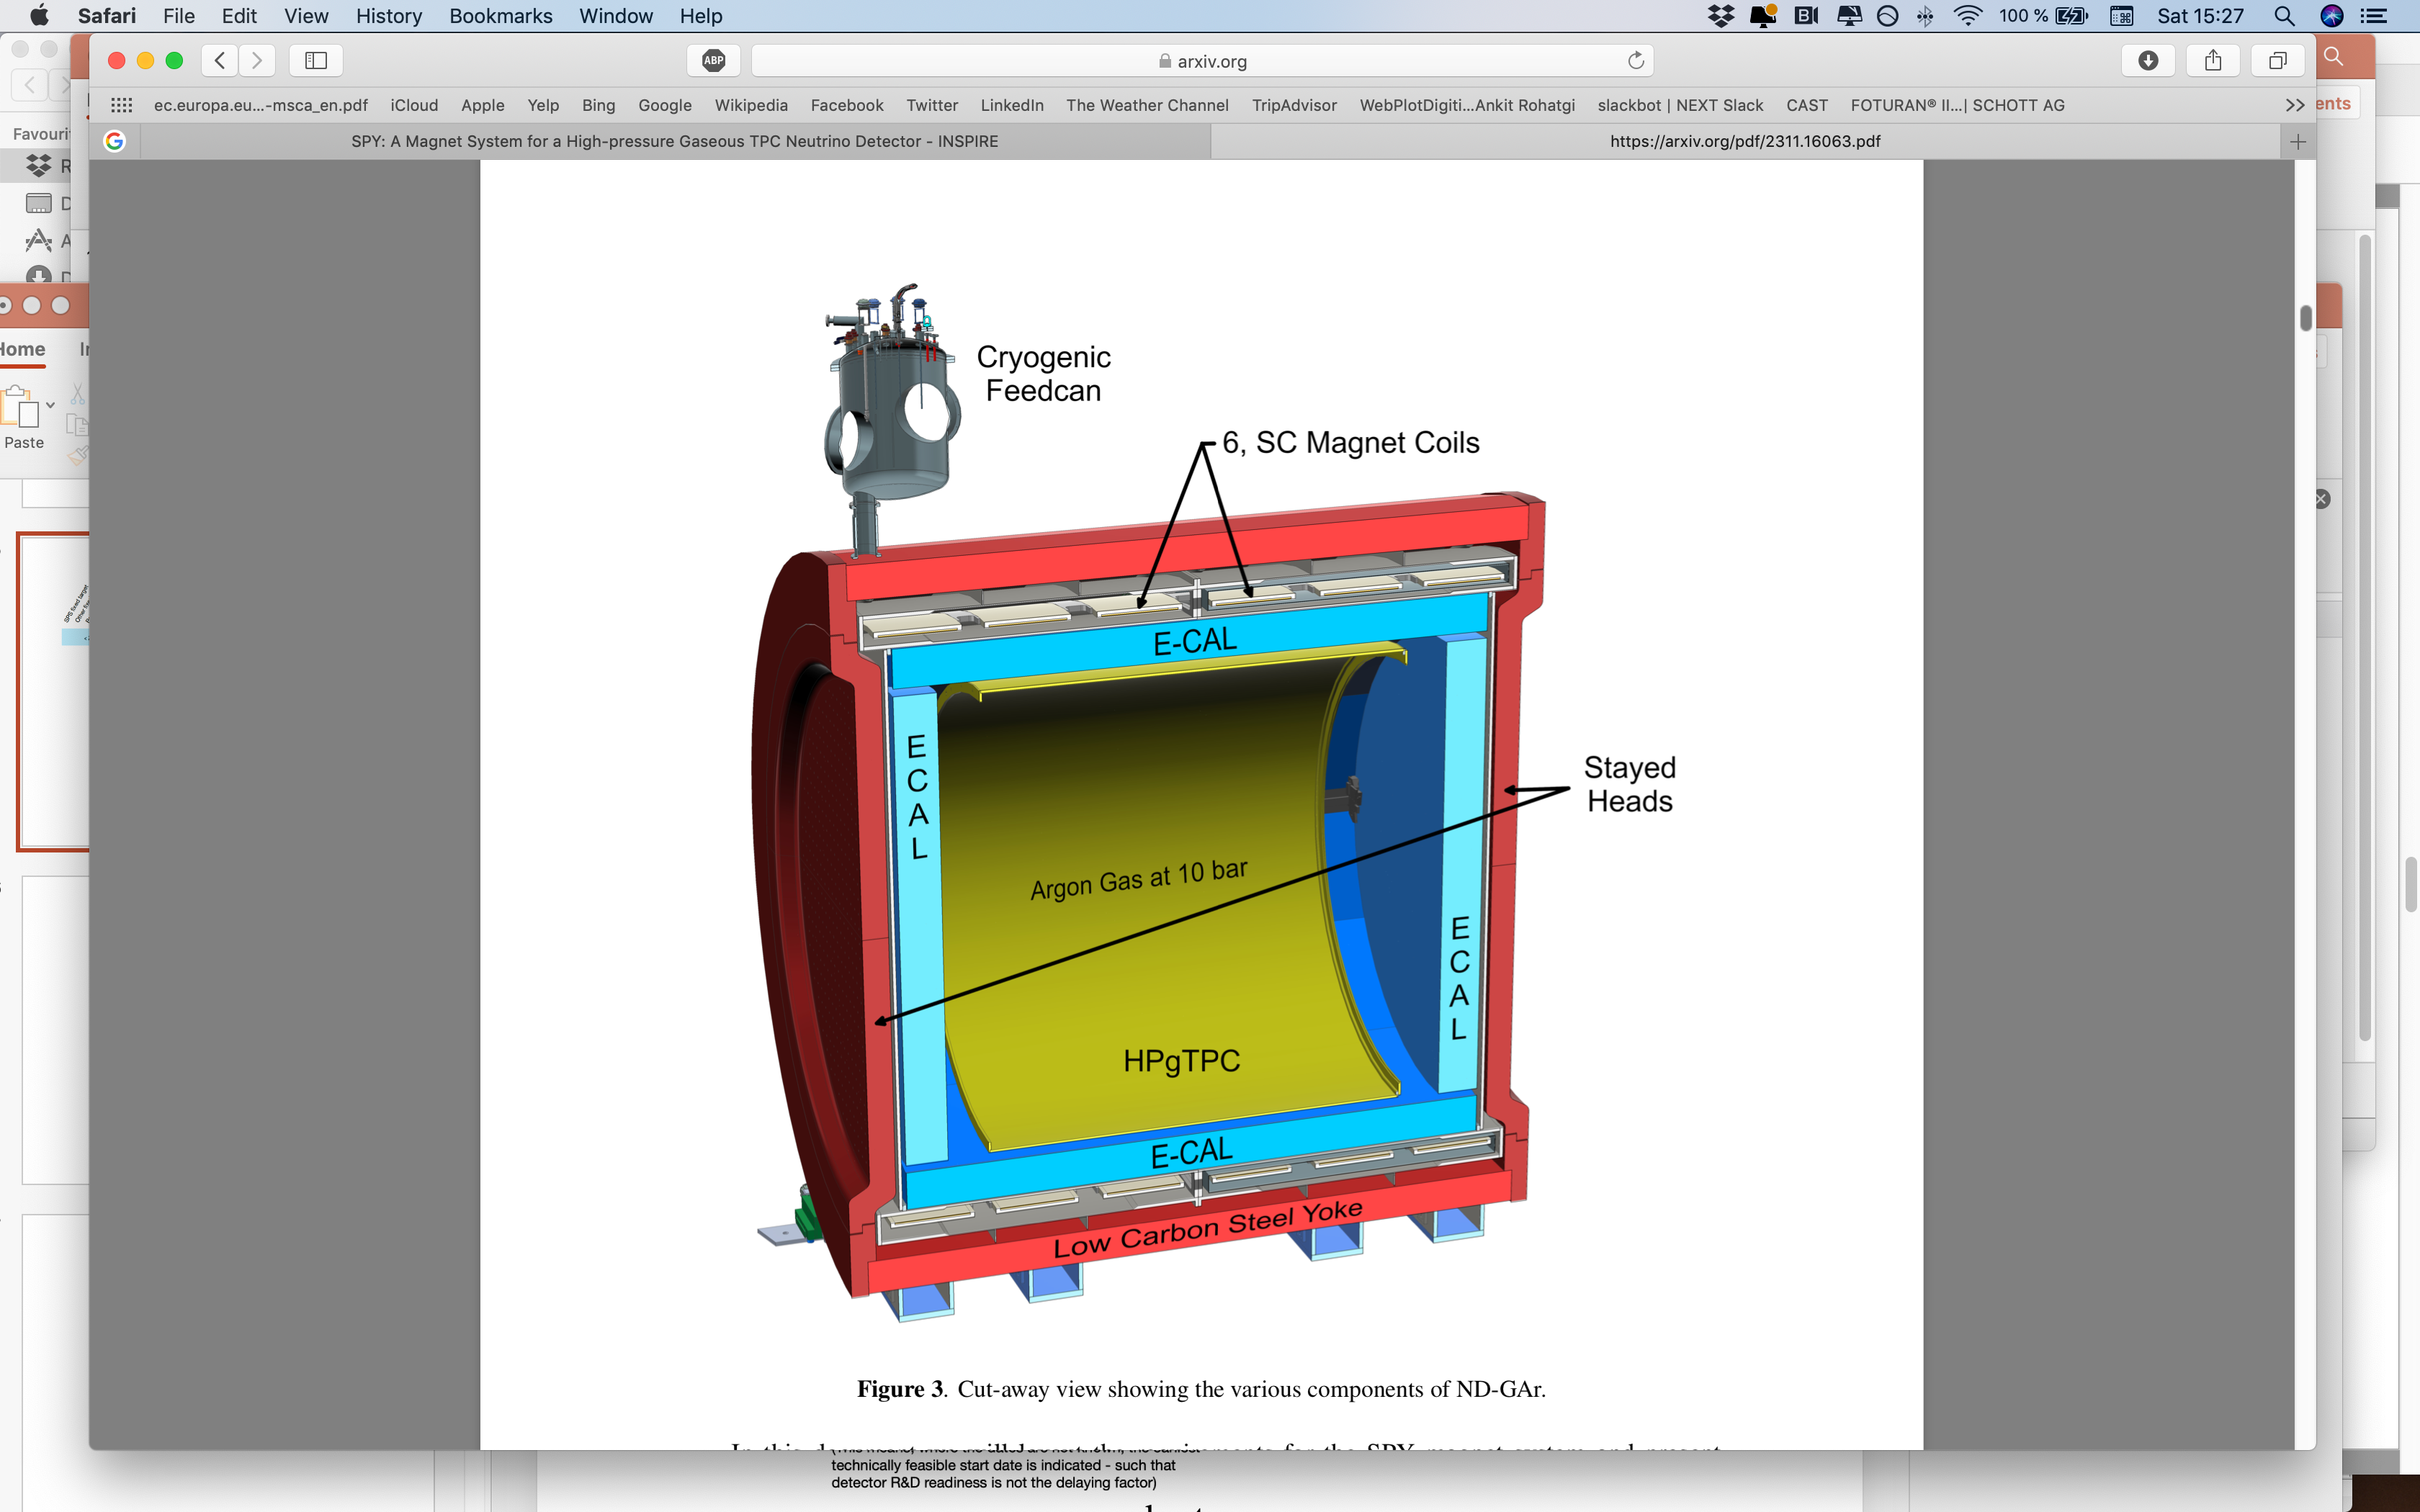 Safari File Edit View History Bookmarks Window Help
100 % Sat 15:27
ABP
arxiv.org
ec.europa.eu...-msca_en.pdf iCloud Apple Yelp Bing Google Wikipedia Facebook Twitter LinkedIn The Weather Channel TripAdvisor WebPlotDigiti...Ankit Rohatgi slackbot | NEXT Slack CAST FOTURAN® II...| SCHOTT AG
SPY: A Magnet System for a High-pressure Gaseous TPC Neutrino Detector - INSPIRE
https://arxiv.org/pdf/2311.16063.pdf
Paste
Cryogenic
Feedcan
6, SC Magnet Coils
E-CAL
E
C
A
L
Stayed
Heads
Argon Gas at 10 bar
E
C
A
L
HPgTPC
E-CAL
Low Carbon Steel Yoke
Figure 3. Cut-away view showing the various components of ND-GAr.
technically feasible start date is indicated - such that
detector R&D readiness is not the delaying factor)